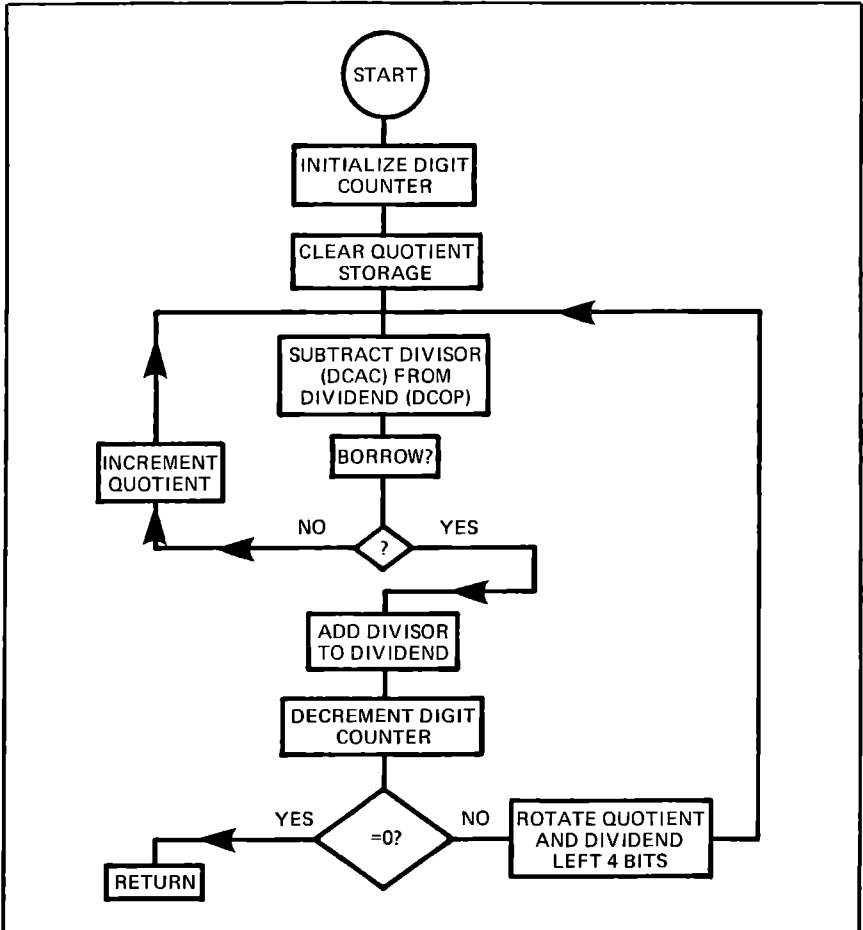 START
INITIALIZE DIGIT
COUNTER
CLEAR QUOTIENT
STORAGE
SUBTRACT DIVISOR
(DCAC) FROM
DIVIDEND (DCOP)
BORROW?
INCREMENT
QUOTIENT
NO
YES
?
ADD DIVISOR
TO DIVIDEND
DECREMENT DIGIT
COUNTER
YES
=0?
NO
ROTATE QUOTIENT
AND DIVIDEND
LEFT 4 BITS
RETURN